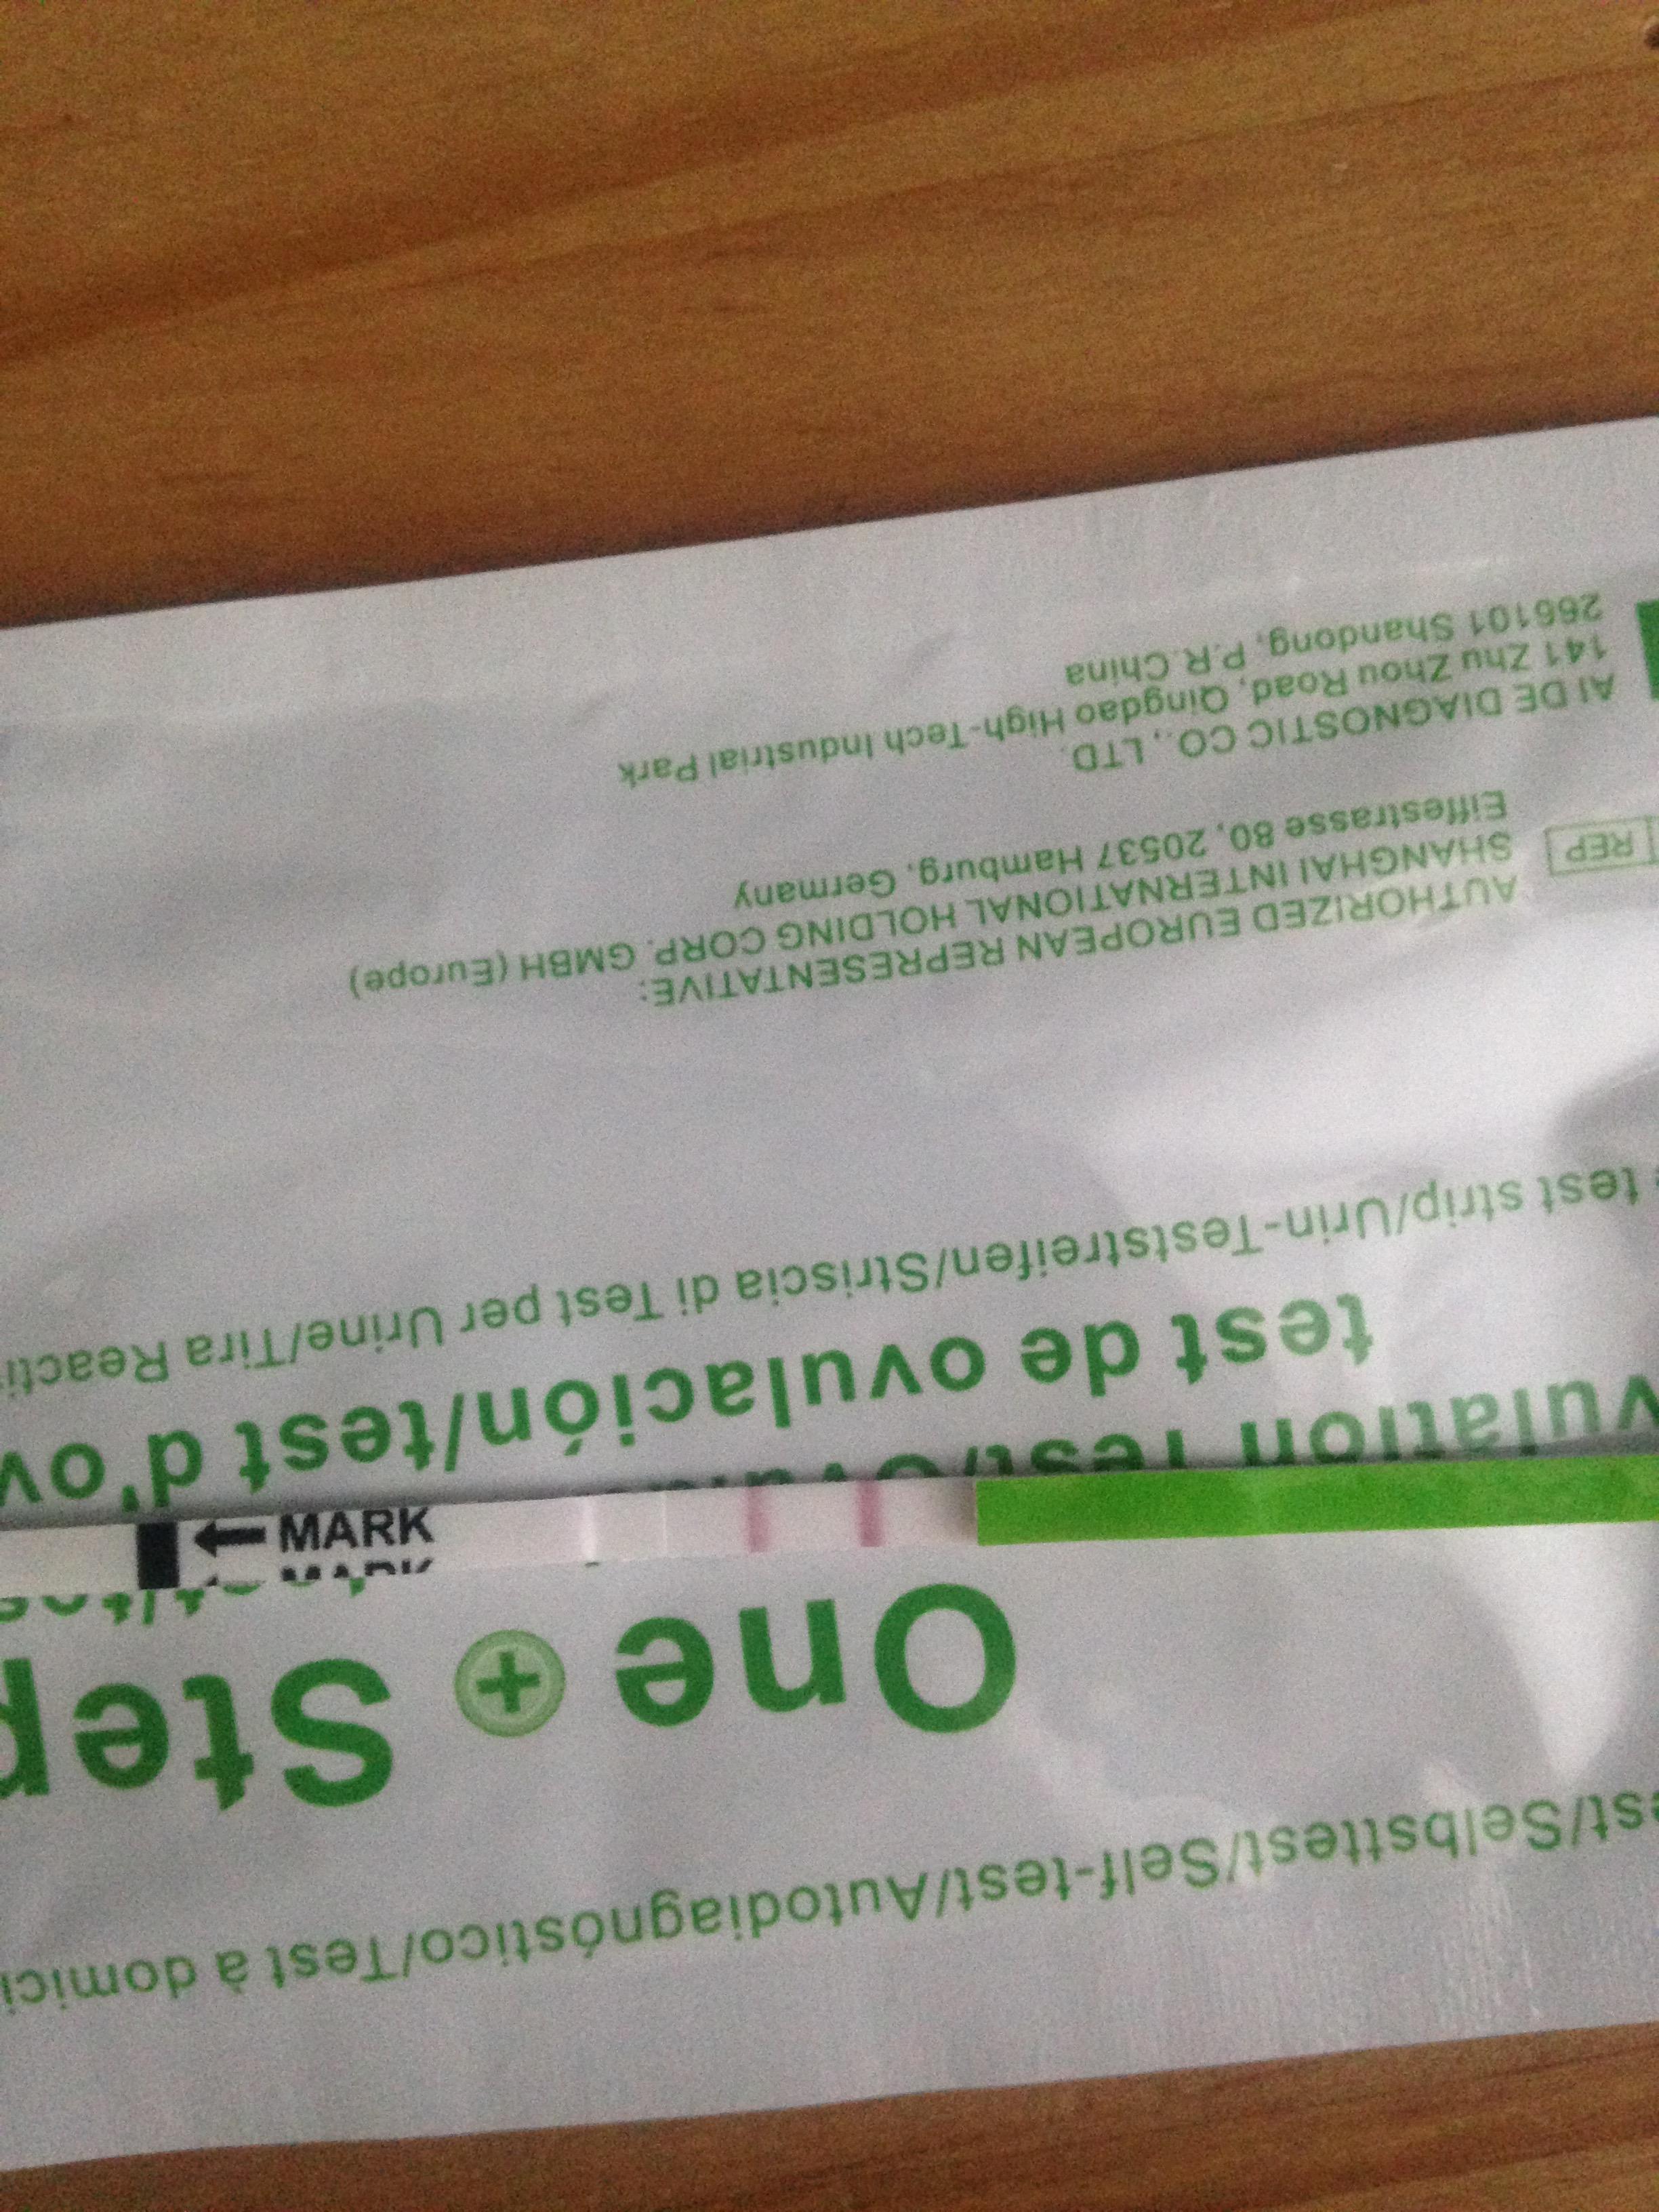 est/Selbsttest/Self-test/Autodiagnóstico/Test à domici
One + Step
MARK
vulation Test/Ovula
test de ovulación/test d'ov
test strip/Urin-Teststreifen/Striscia di Test per Urine/Tira Reacti
AUTHORIZED EUROPEAN REPRESENTATIVE:
REP SHANGHAI INTERNATIONAL HOLDING CORP. GMBH (Europe)
Eiffestrasse 80, 20537 Hamburg, Germany
AI DE DIAGNOSTIC CO., LTD.
141 Zhu Zhou Road, Qingdao High-Tech Industrial Park
266101 Shandong, P.R.China